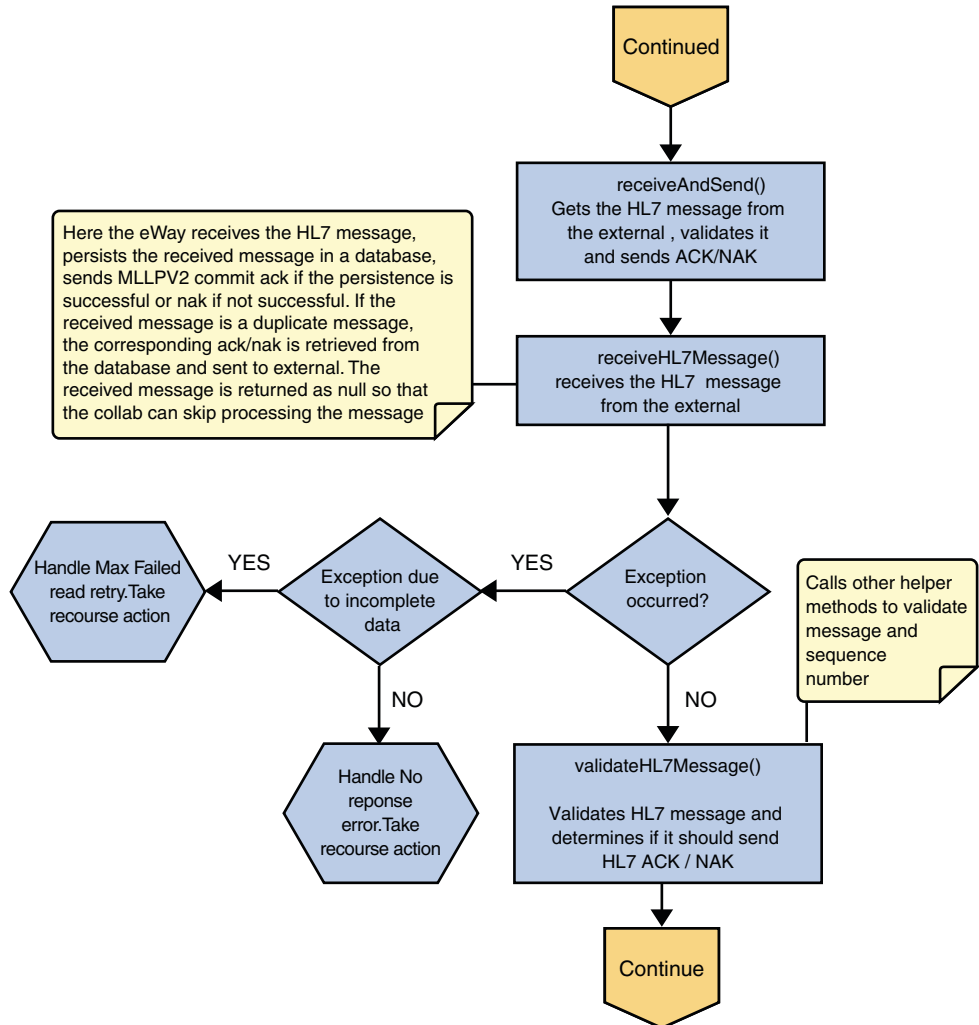 Continued
receiveAndSend()
Gets the HL7 message from
the external , validates it
and sends ACK/NAK
Here the eWay receives the HL7 message,
persists the received message in a database,
sends MLLPV2 commit ack if the persistence is
successful or nak if not successful. If the
received message is a duplicate message,
the corresponding ack/nak is retrieved from
the database and sent to external. The
received message is returned as null so that
the collab can skip processing the message
receiveHL7Message()
receives the HL7 message
from the external
Handle Max Failed
read retry.Take
recourse action
YES
Exception due
to incomplete
data
YES
Exception
occurred?
Calls other helper
methods to validate
message and
sequence
number
NO
NO
Handle No
reponse
error.Take
recourse action
validateHL7Message()
Validates HL7 message and
determines if it should send
HL7 ACK / NAK
Continue